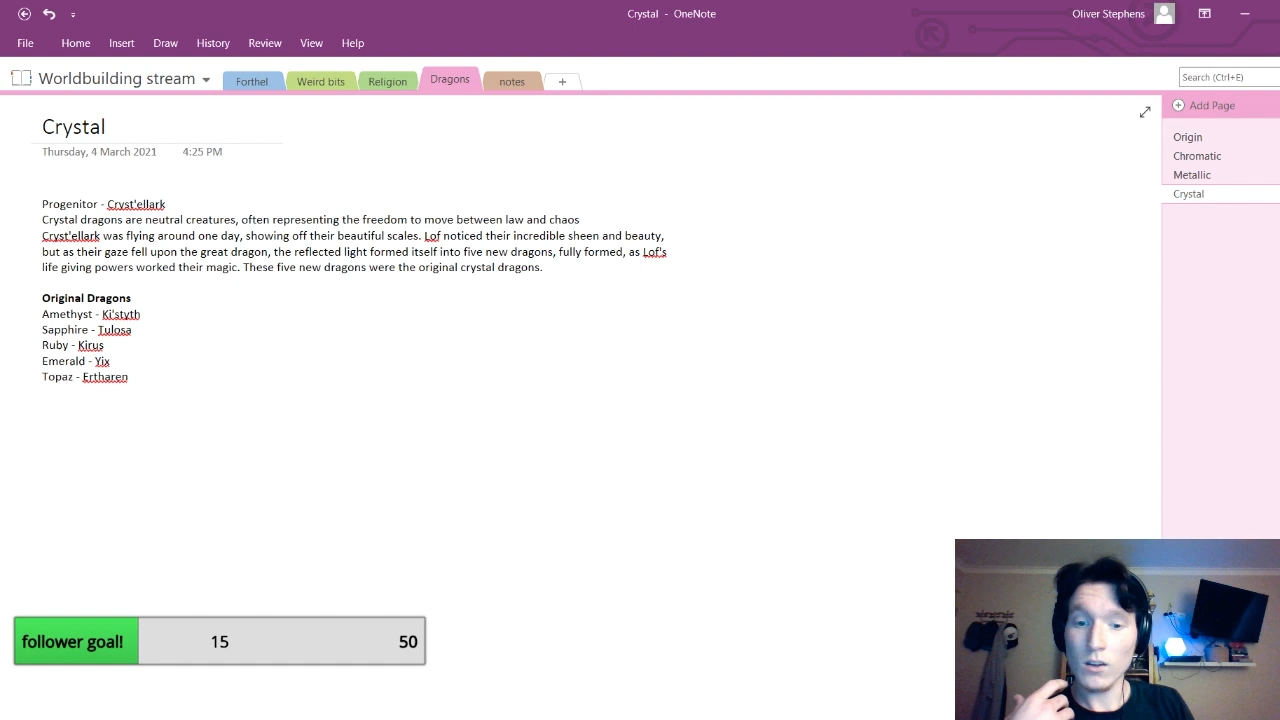 Crystal - OneNote
Oliver Stephens
File Home Insert Draw History Review View Help
Worldbuilding stream Forthel Weird bits Religion Dragons notes +
Search (Ctrl+E)
Add Page
Crystal
Thursday, 4 March 2021 4:25 PM
Origin
Chromatic
Metallic
Crystal
Progenitor - Cryst'ellark
Crystal dragons are neutral creatures, often representing the freedom to move between law and chaos
Cryst'ellark was flying around one day, showing off their beautiful scales. Lof noticed their incredible sheen and beauty,
but as their gaze fell upon the great dragon, the reflected light formed itself into five new dragons, fully formed, as Lof's
life giving powers worked their magic. These five new dragons were the original crystal dragons.
Original Dragons
Amethyst - Ki'styth
Sapphire - Tulosa
Ruby - Kirus
Emerald - Yix
Topaz - Ertharen
follower goal! 15 50